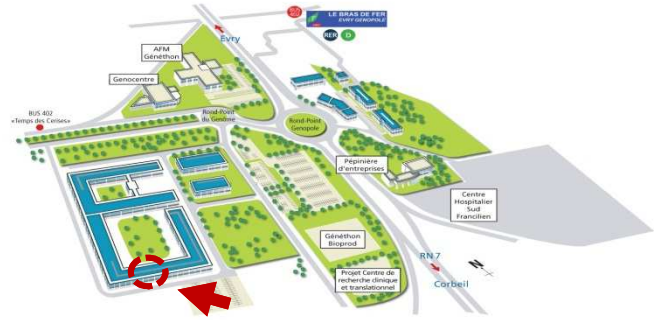 LE BRAS DE FER
EVRY GENOPOLE
RER D
Evry
AFM
Généthon
Genocentre
BUS 402
«Temps des Cerises»
Rond-Point
du Génome
Rond-Point
Genopole
Pépinière
d'entreprises
Centre
Hospitalier
Sud
Francilien
Généthon
Bioprod
RN7
Corbeil
N
Projet Centre de
recherche clinique
et translationnel